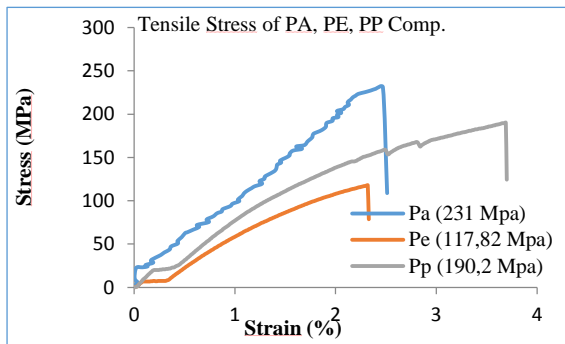 Tensile Stress of PA, PE, PP Comp.
300
250
200
150
100
50
0
Stress (MPa)
Pa (231 Mpa)
Pe (117,82 Mpa)
Pp (190,2 Mpa)
0 1 2 3 4
Strain (%)